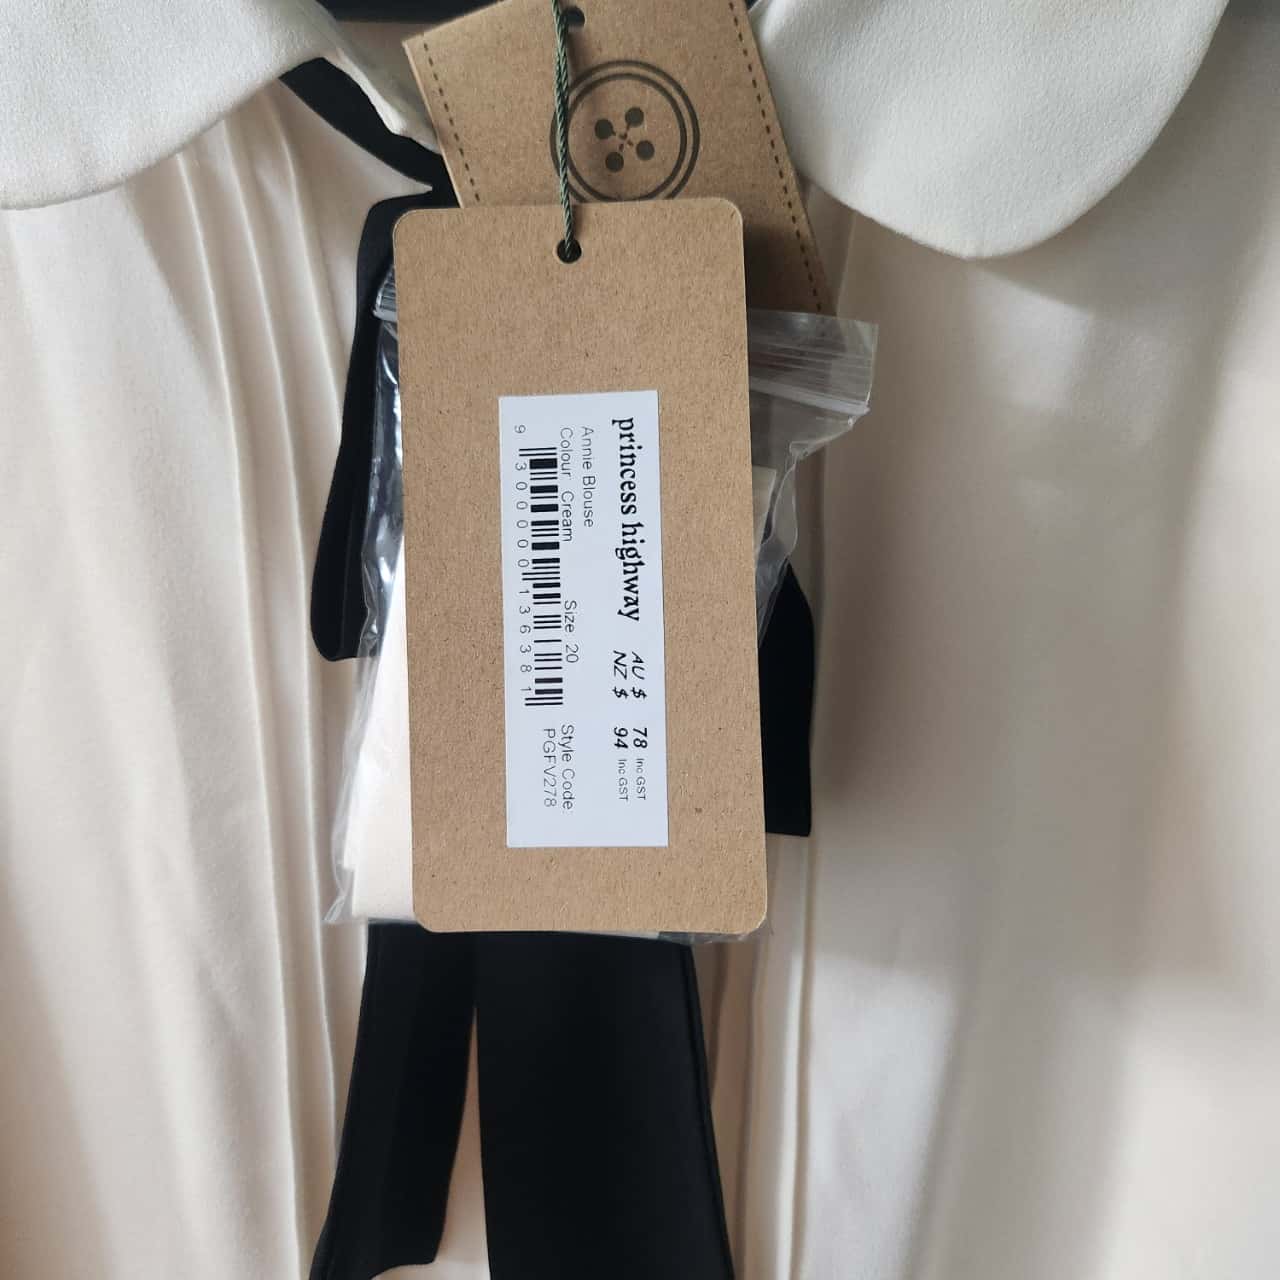 princess highway
AU $ 78 Inc GST
NZ $ 94 Inc GST
Annie Blouse
Colour: Cream Size: 20 Style Code:
PGFV278
9 300000 136381